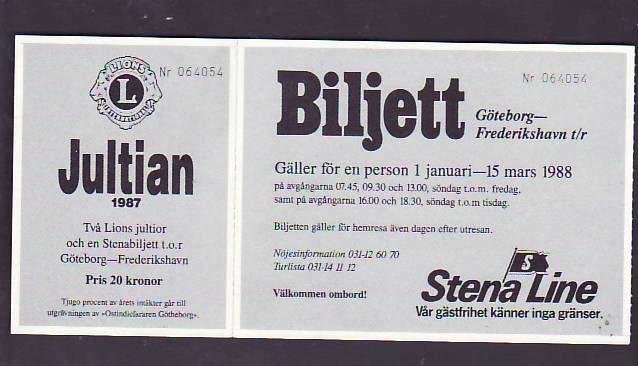 LIONS
L
INTERNATIONAL
Nr 064054
Jultian
1987
Två Lions jultior
och en Stenabiljett t.o.r
Göteborg—Frederikshavn
Pris 20 kronor
Tjugo procent av årets intäkter går till
utgrävningen av »Ostindiefararen Götheborg».
Nr 064054
Biljett
Göteborg—
Frederikshavn t/r
Gäller för en person 1 januari—15 mars 1988
på avgångarna 07.45, 09.30 och 13.00, söndag t.o.m. fredag,
samt på avgångarna 16.00 och 18.30, söndag t.o.m tisdag.
Biljetten gäller för hemresa även dagen efter utresan.
Nöjesinformation 031-12 60 70
Turlista 031-14 11 12
Välkommen ombord!
S
Stena Line
Vår gästfrihet känner inga gränser.